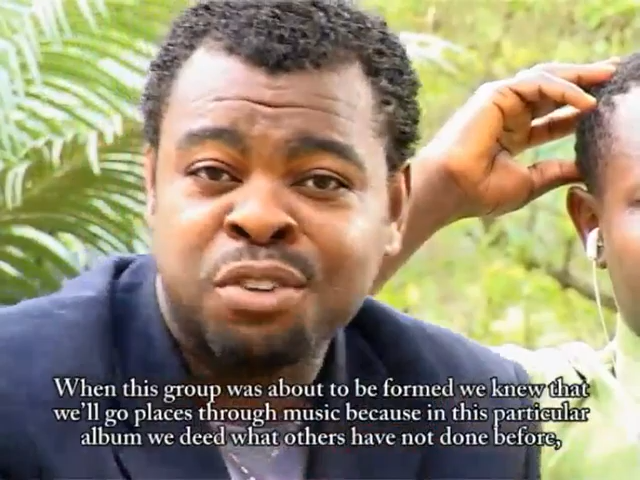 When this group was about to be formed we knew that
we'll go places through music because in this particular
album we deed what others have not done before,